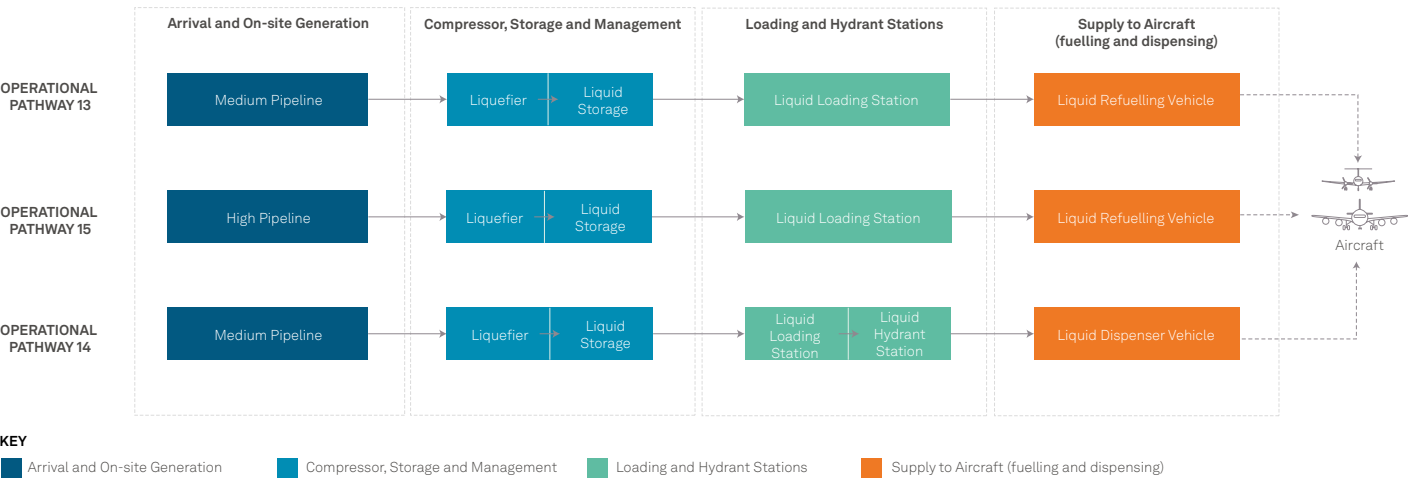 Arrival and On-site Generation
Compressor, Storage and Management
Loading and Hydrant Stations
Supply to Aircraft
(fuelling and dispensing)
OPERATIONAL
PATHWAY 13
Medium Pipeline
Liquefier
Liquid
Storage
Liquid Loading Station
Liquid Refuelling Vehicle
OPERATIONAL
PATHWAY 15
High Pipeline
Liquefier
Liquid
Storage
Liquid Loading Station
Liquid Refuelling Vehicle
Aircraft
OPERATIONAL
PATHWAY 14
Medium Pipeline
Liquefier
Liquid
Storage
Liquid
Loading
Station
Liquid
Hydrant
Station
Liquid Dispenser Vehicle
KEY
Arrival and On-site Generation
Compressor, Storage and Management
Loading and Hydrant Stations
Supply to Aircraft (fuelling and dispensing)